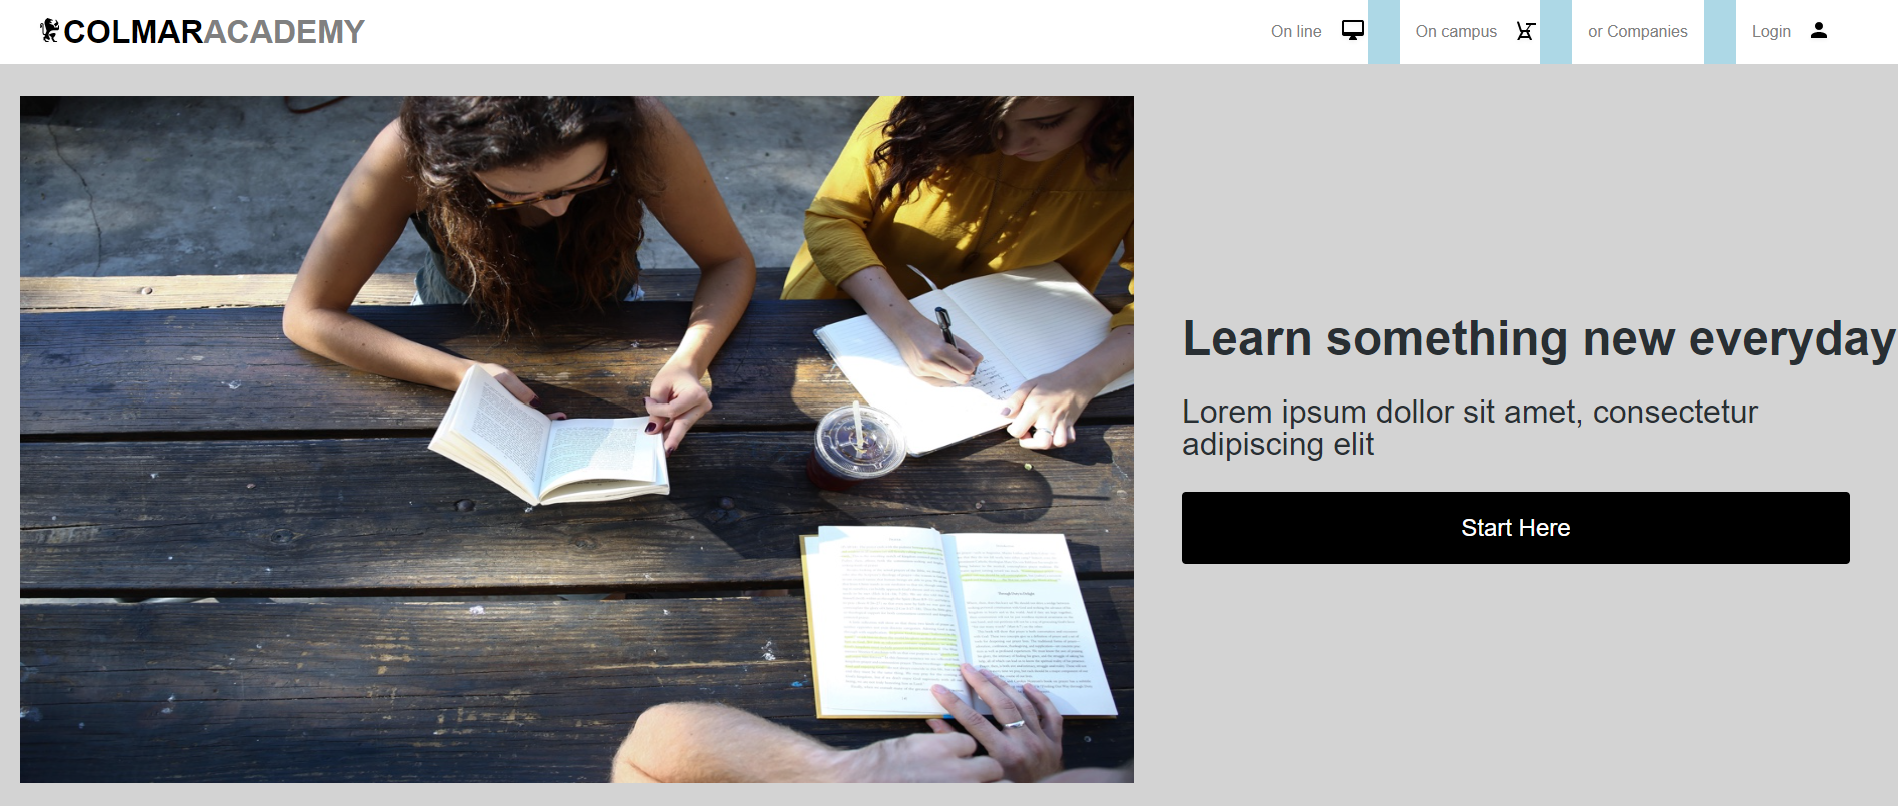 COLMARACADEMY
On line
On campus
or Companies
Login
Learn something new everyday
Lorem ipsum dollor sit amet, consectetur
adipiscing elit
Start Here